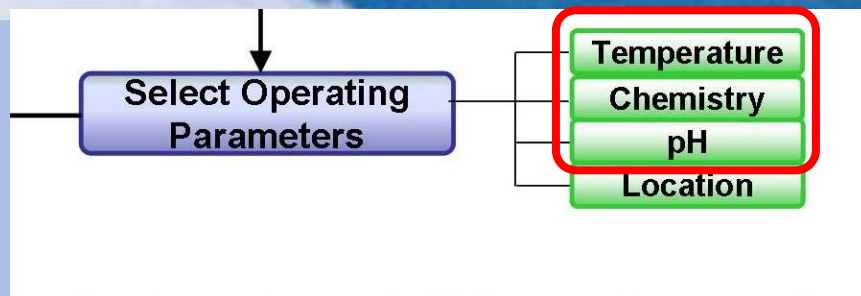 Select Operating
Parameters
Temperature
Chemistry
pH
Location